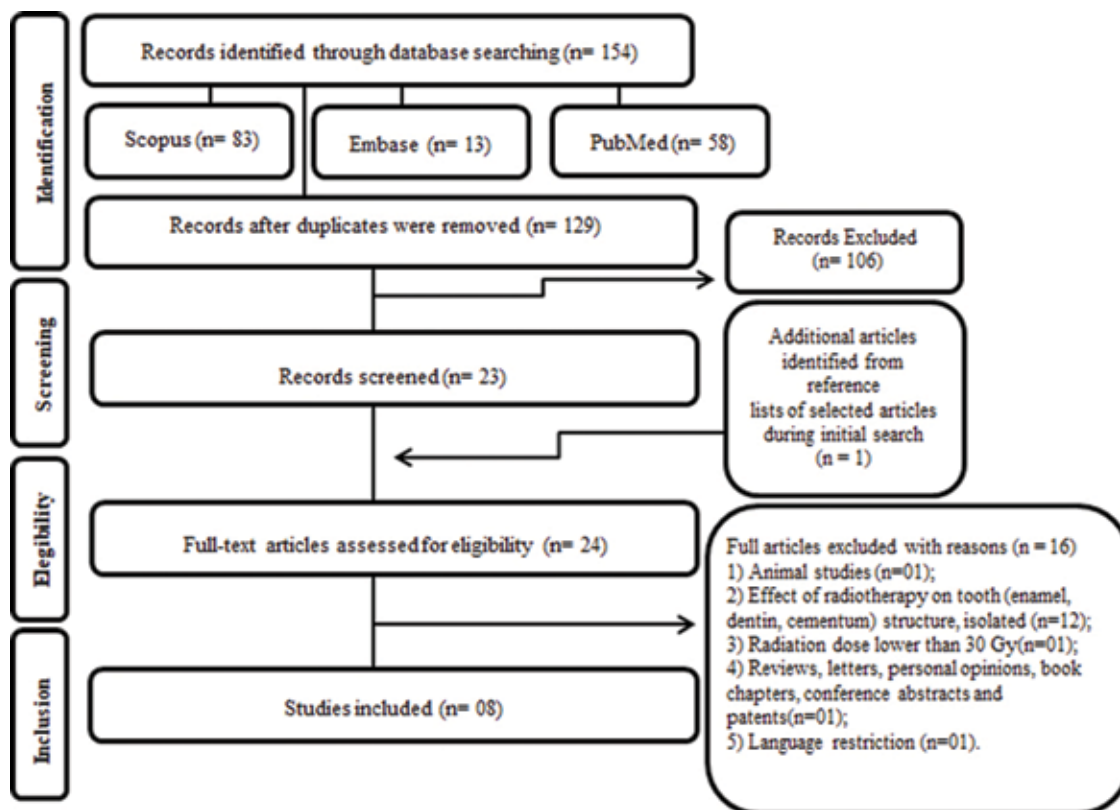 Identification
Records identified through database searching (n= 154)
Scopus (n= 83)
Embase (n= 13)
PubMed (n= 58)
Records after duplicates were removed (n= 129)
Records Excluded
(n= 106)
Screening
Records screened (n= 23)
Additional articles
identified from
reference
lists of selected articles
during initial search
(n = 1)
Elegibility
Full-text articles assessed for eligibility (n= 24)
Full articles excluded with reasons (n = 16)
1) Animal studies (n=01);
2) Effect of radiotherapy on tooth (enamel,
dentin, cementum) structure, isolated (n=12);
3) Radiation dose lower than 30 Gy(n=01);
4) Reviews, letters, personal opinions, book
chapters, conference abstracts and
patents(n=01);
5) Language restriction (n=01).
Inclusion
Studies included (n= 08)